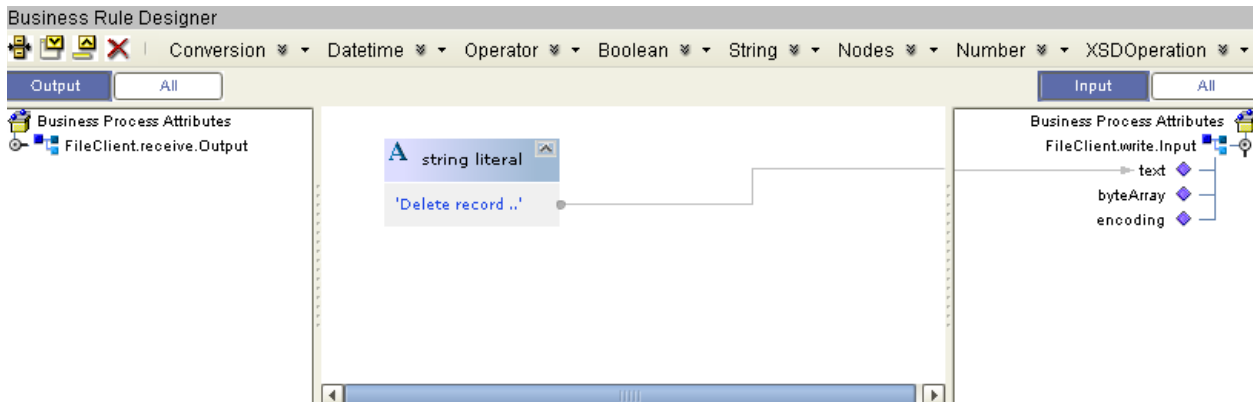 Business Rule Designer
Conversion Datetime Operator Boolean String Nodes Number XSDOperation
Output All Input All
Business Process Attributes Business Process Attributes
FileClient.receive.Output FileClient.write.Input
A string literal
text
'Delete record ..'
byteArray
encoding